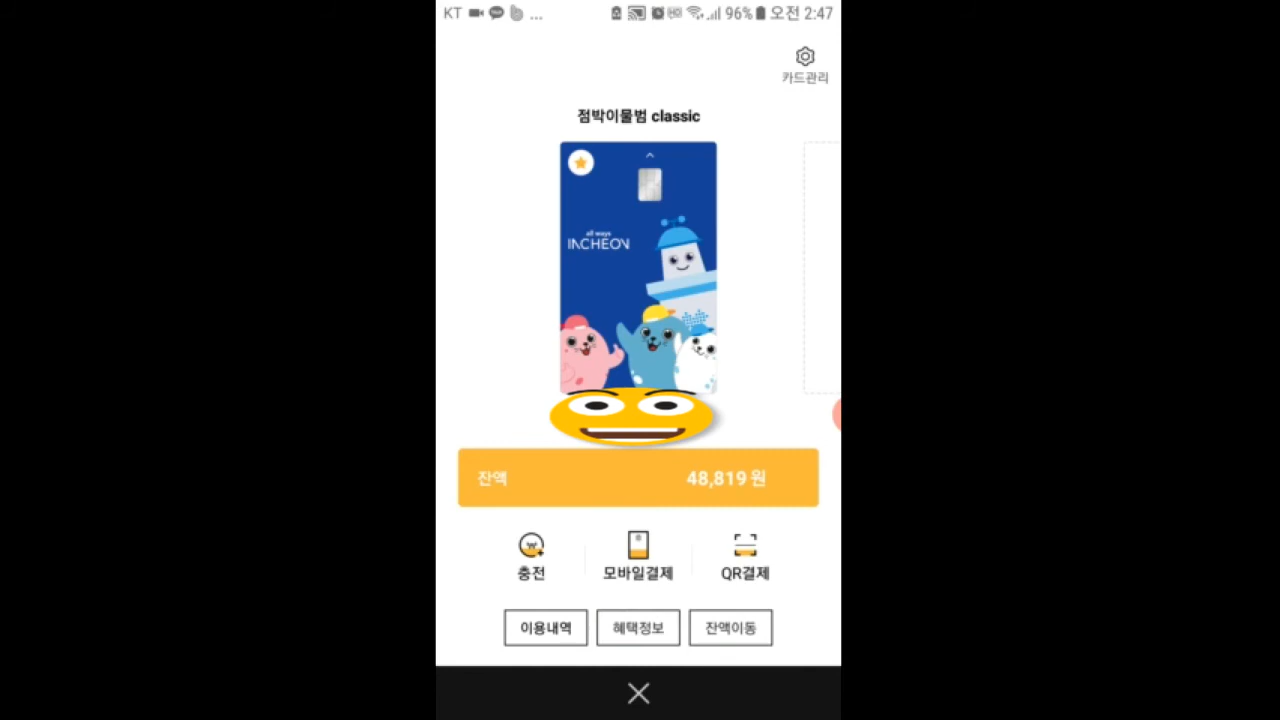 KT ... HD 96% 오전 2:47
카드관리
점박이물범 classic
all ways
INCHEON
잔액 48,819 원
충전 모바일결제 QR결제
이용내역 혜택정보 잔액이동